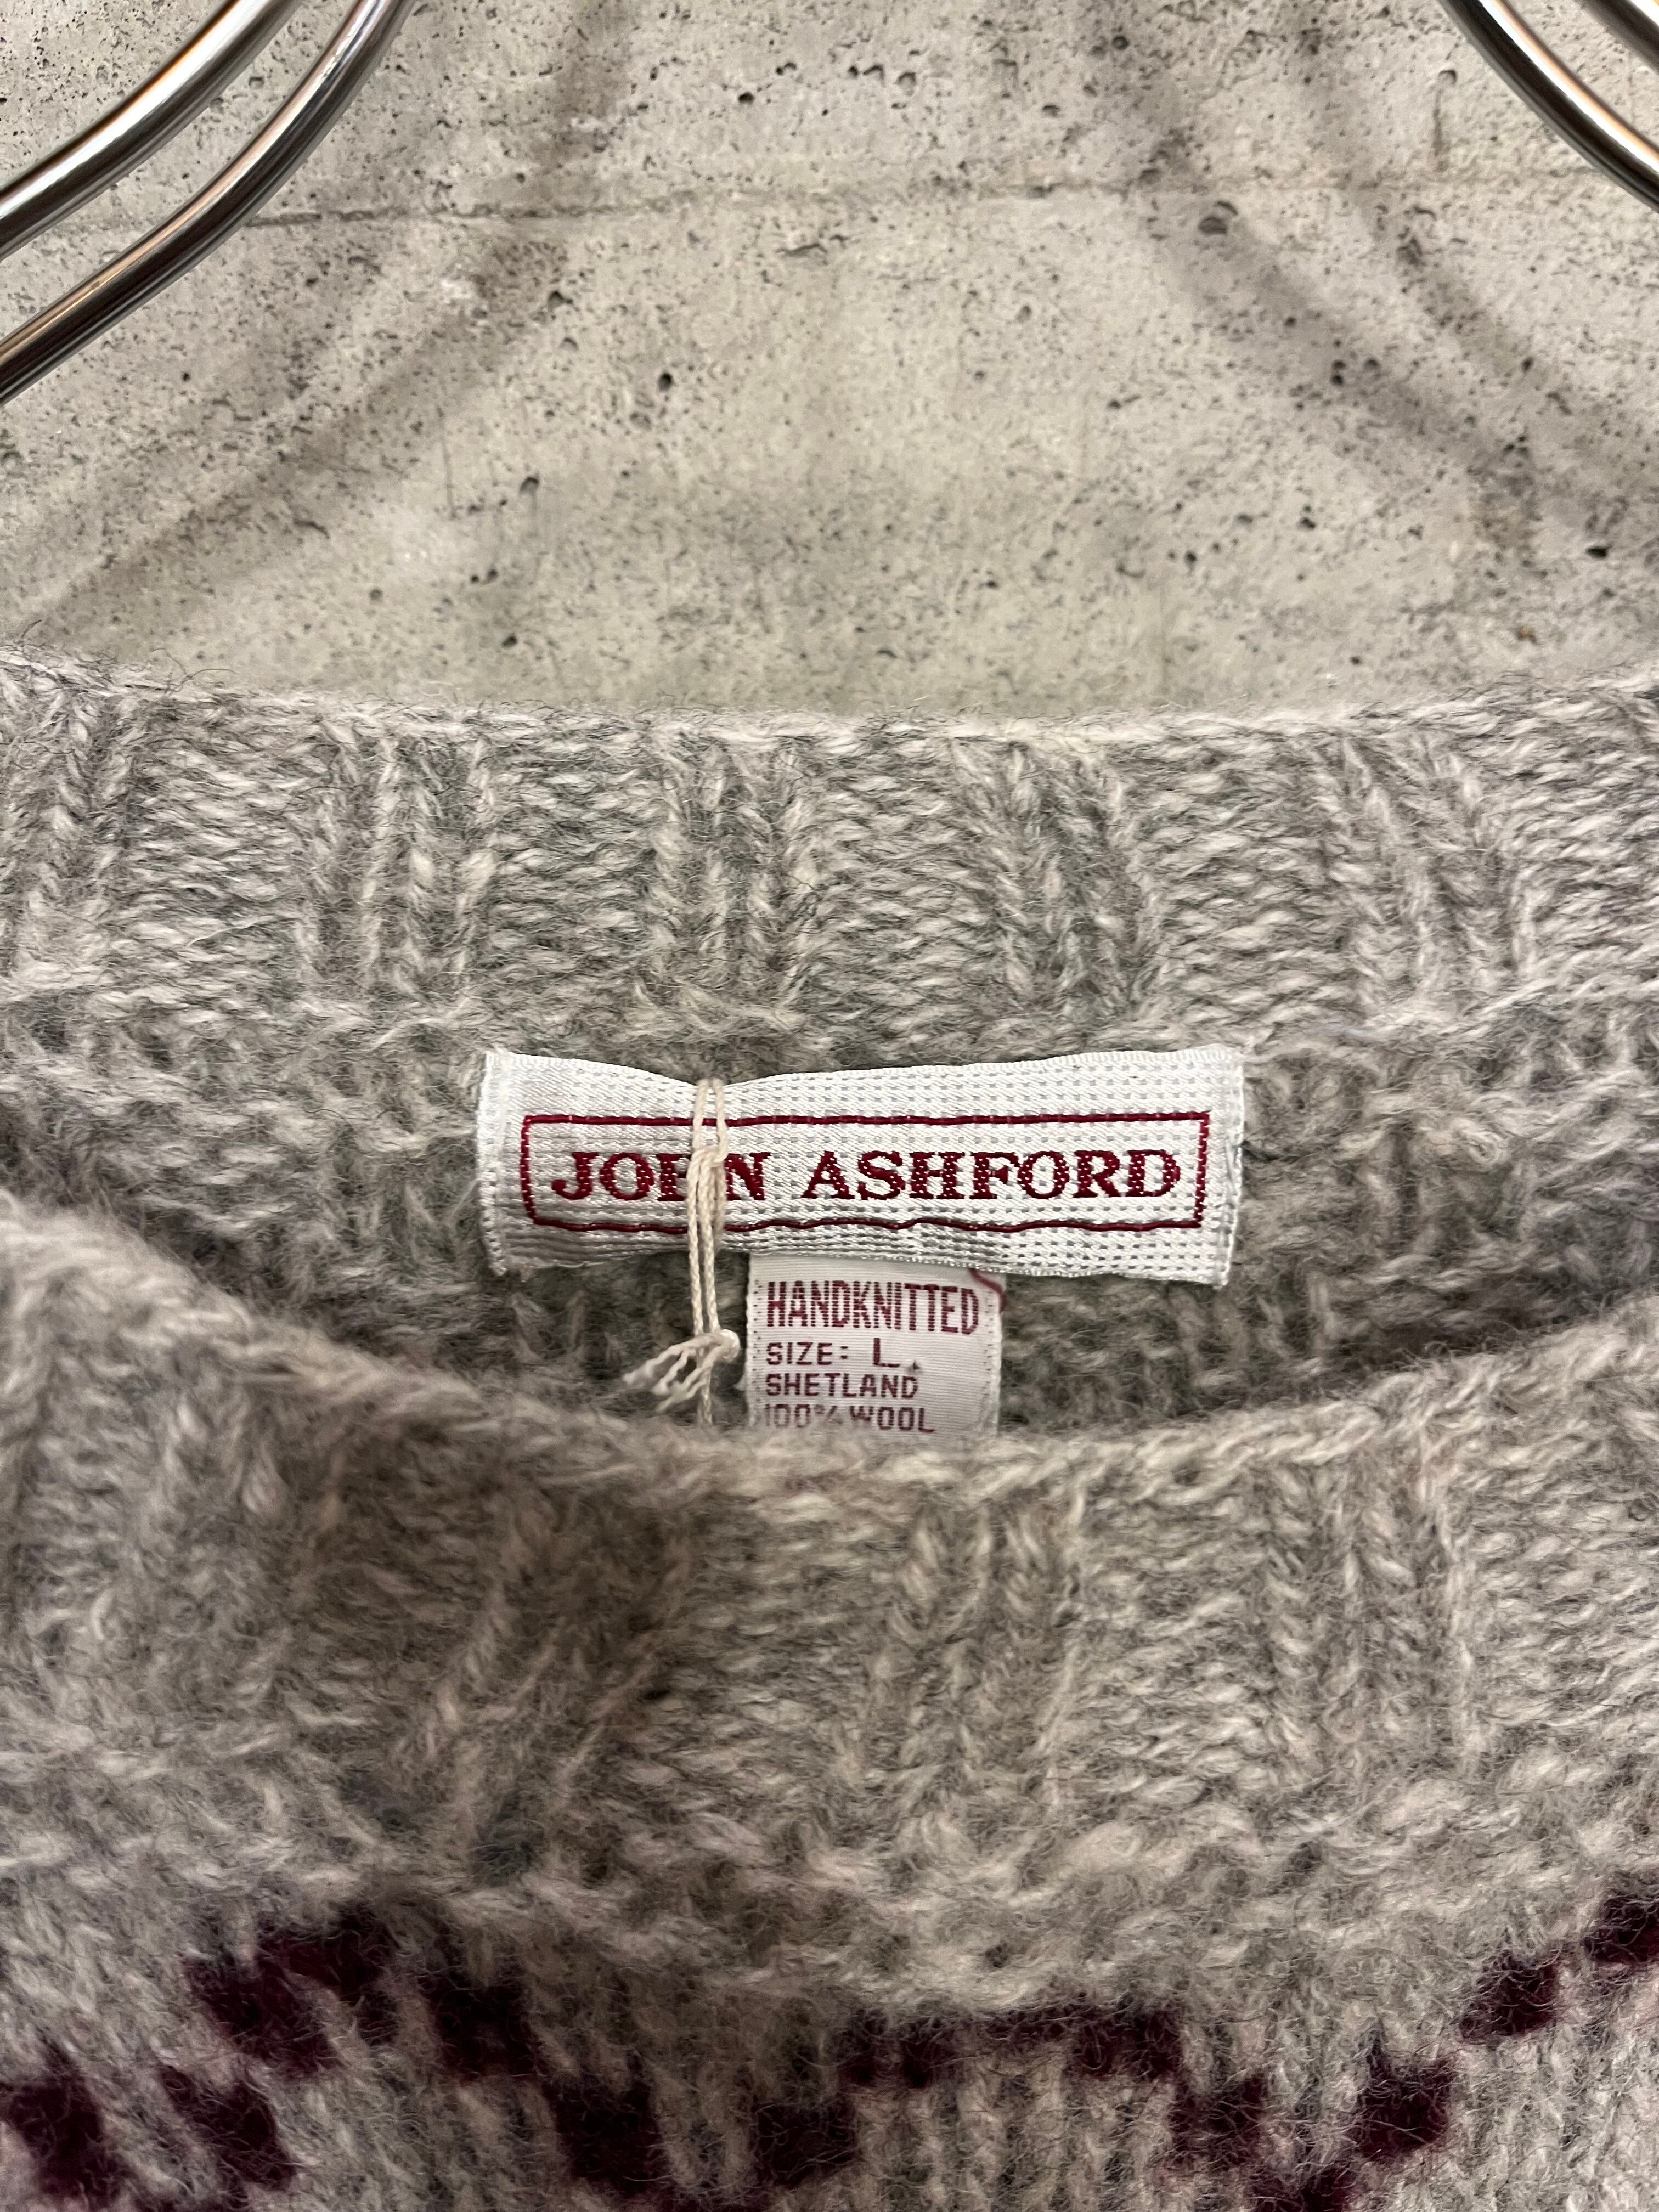 JOHN ASHFORD
HANDKNITTED
SIZE: L
SHETLAND
100% WOOL